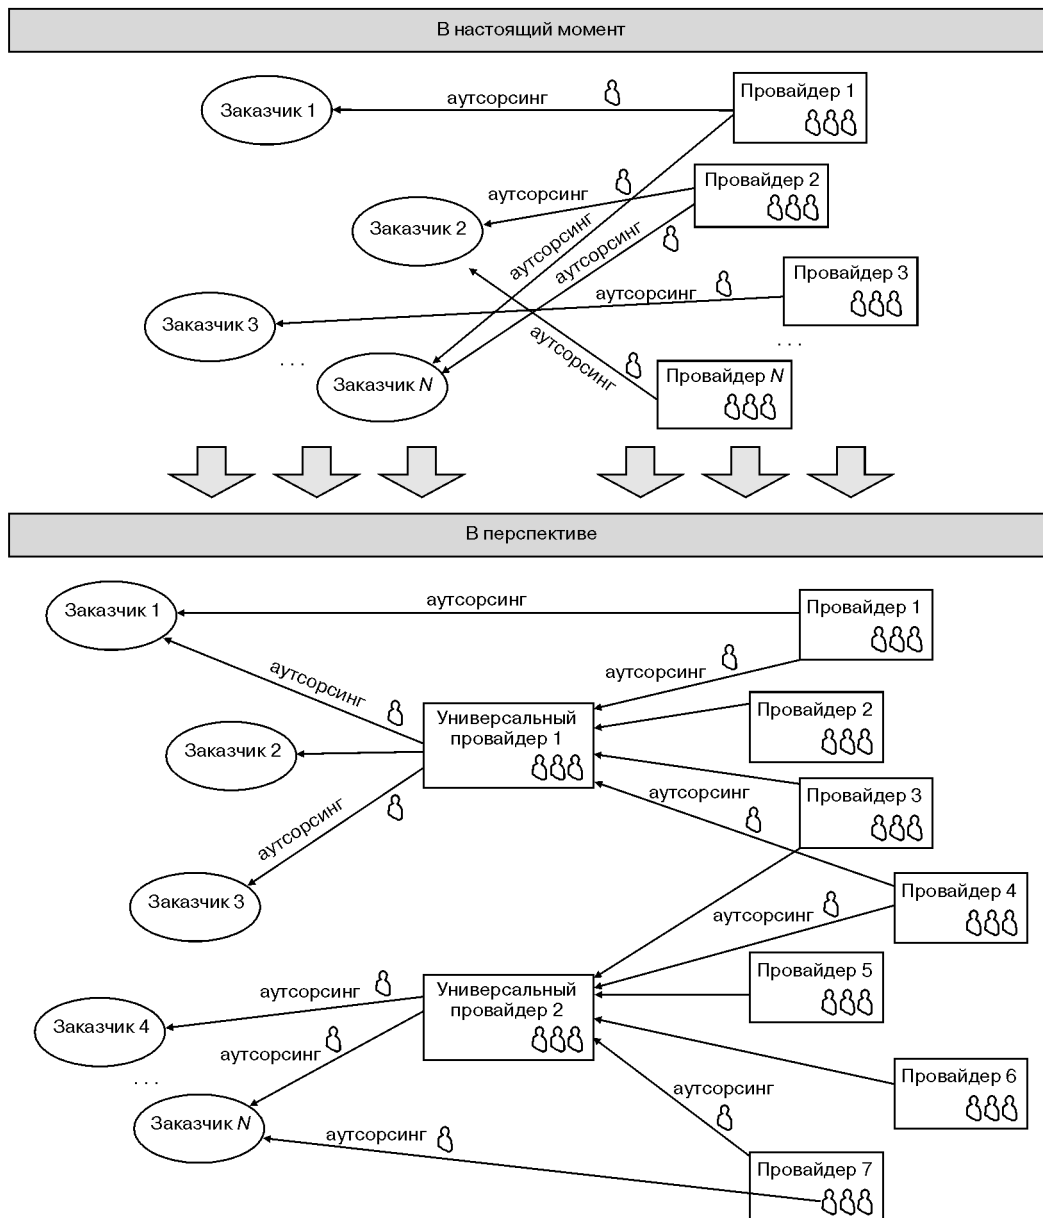 В настоящий момент
Заказчик 1
аутсорсинг
Провайдер 1
Заказчик 2
аутсорсинг
аутсорсинг
аутсорсинг
Провайдер 2
Заказчик 3
аутсорсинг
Провайдер 3
. . .
. . .
Заказчик N
аутсорсинг
Провайдер N
В перспективе
Заказчик 1
аутсорсинг
Провайдер 1
аутсорсинг
аутсорсинг
Заказчик 2
Универсальный
провайдер 1
Провайдер 2
аутсорсинг
аутсорсинг
Провайдер 3
Заказчик 3
аутсорсинг
Провайдер 4
Заказчик 4
аутсорсинг
Универсальный
провайдер 2
Провайдер 5
. . .
аутсорсинг
Провайдер 6
Заказчик N
аутсорсинг
аутсорсинг
Провайдер 7